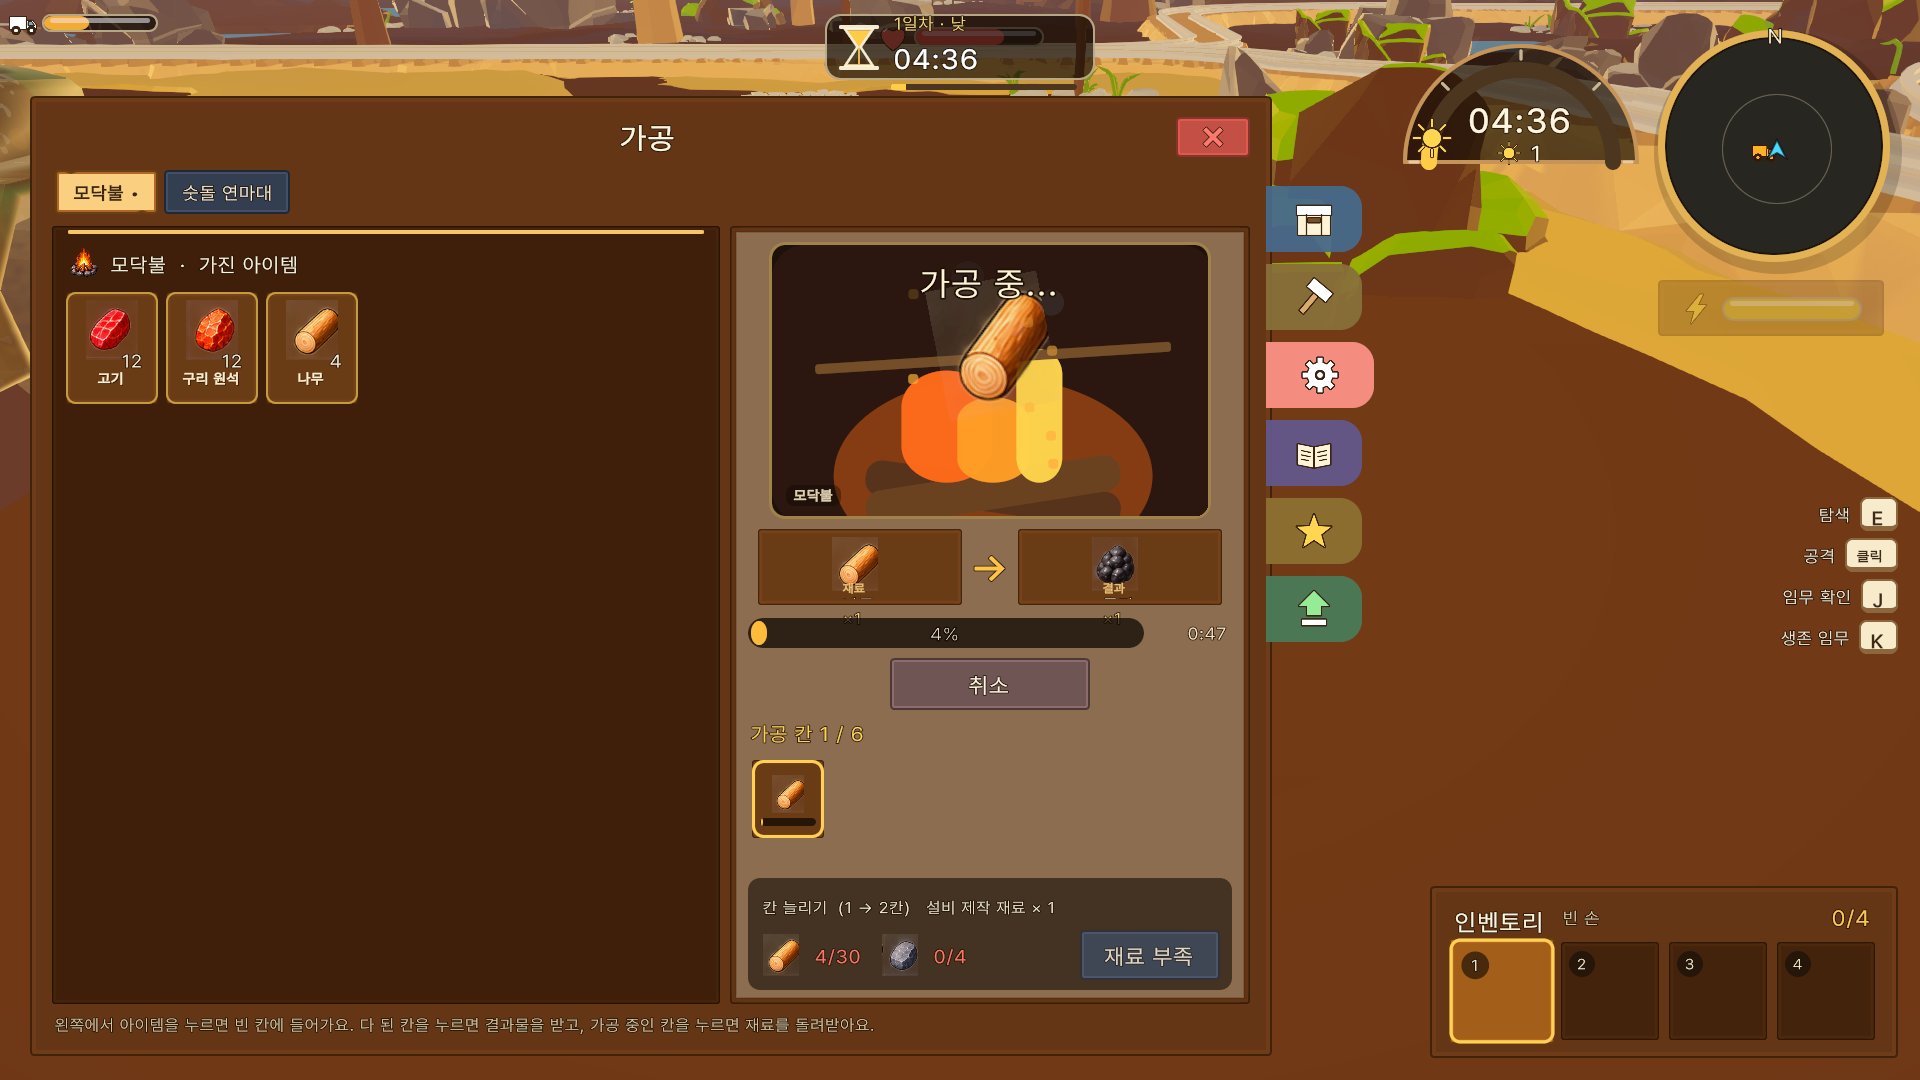 1일차 · 낮
04:36
N
04:36
1
가공
모닥불 •
숫돌 연마대
모닥불 · 가진 아이템
12
고기
12
구리 원석
4
나무
가공 중...
모닥불
재료
결과
×1
×1
4%
0:47
취소
가공 칸 1 / 6
칸 늘리기 (1 → 2칸) 설비 제작 재료 × 1
4/30
0/4
재료 부족
왼쪽에서 아이템을 누르면 빈 칸에 들어가요. 다 된 칸을 누르면 결과물을 받고, 가공 중인 칸을 누르면 재료를 돌려받아요.
탐색 E
공격 클릭
임무 확인 J
생존 임무 K
인벤토리 빈 손 0/4
1
2
3
4